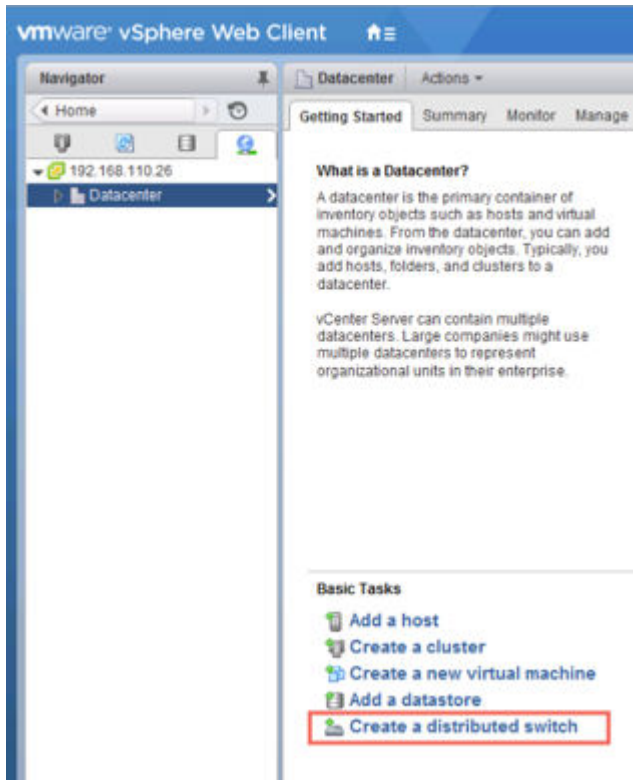 vmware vSphere Web Client
Navigator
Home
192.168.110.26
Datacenter
Datacenter Actions
Getting Started Summary Monitor Manage
What is a Datacenter?
A datacenter is the primary container of
inventory objects such as hosts and virtual
machines. From the datacenter, you can add
and organize inventory objects. Typically, you
add hosts, folders, and clusters to a
datacenter.
vCenter Server can contain multiple
datacenters. Large companies might use
multiple datacenters to represent
organizational units in their enterprise.
Basic Tasks
Add a host
Create a cluster
Create a new virtual machine
Add a datastore
Create a distributed switch